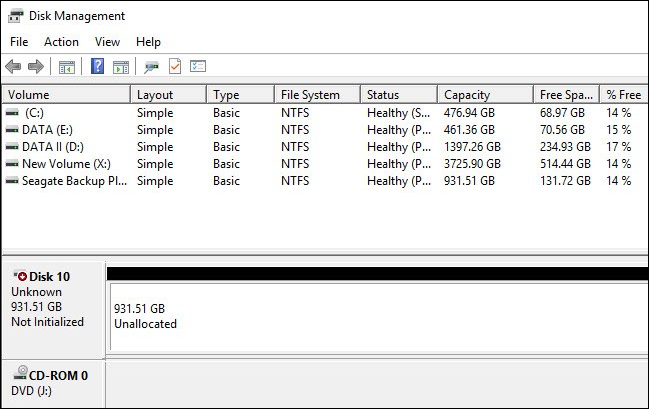 Disk Management
File Action View Help
Volume Layout Type File System Status Capacity Free Spa... % Free
(C:) Simple Basic NTFS Healthy (S... 476.94 GB 68.97 GB 14 %
DATA (E:) Simple Basic NTFS Healthy (P... 461.36 GB 70.56 GB 15 %
DATA II (D:) Simple Basic NTFS Healthy (P... 1397.26 GB 234.93 GB 17 %
New Volume (X:) Simple Basic NTFS Healthy (P... 3725.90 GB 514.44 GB 14 %
Seagate Backup Pl... Simple Basic NTFS Healthy (P... 931.51 GB 131.72 GB 14 %
Disk 10
Unknown
931.51 GB
Not Initialized
931.51 GB
Unallocated
CD-ROM 0
DVD (J:)